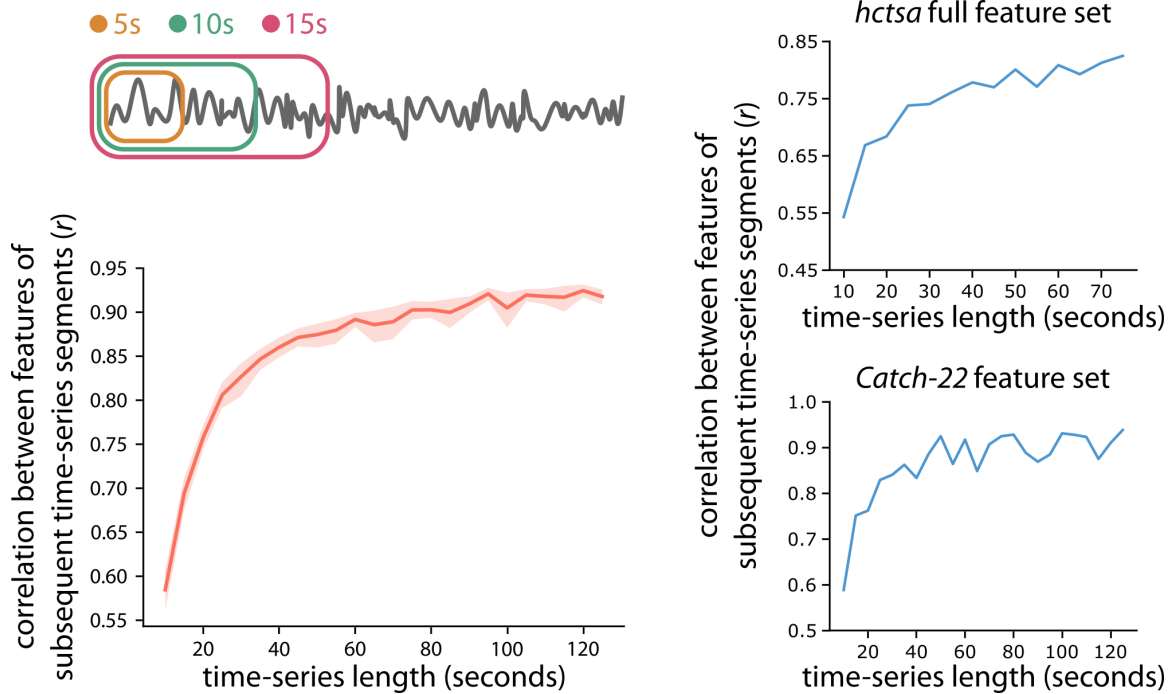 5s 10s 15s
correlation between features of
subsequent time-series segments (r)
0.95
0.90
0.85
0.80
0.75
0.70
0.65
0.60
0.55
20 40 60 80 100 120
time-series length (seconds)
correlation between features of
subsequent time-series segments (r)
hctsa full feature set
0.85
0.75
0.65
0.55
0.45
10 20 30 40 50 60 70
time-series length (seconds)
Catch-22 feature set
1.0
0.9
0.8
0.7
0.6
0.5
20 40 60 80 100 120
time-series length (seconds)